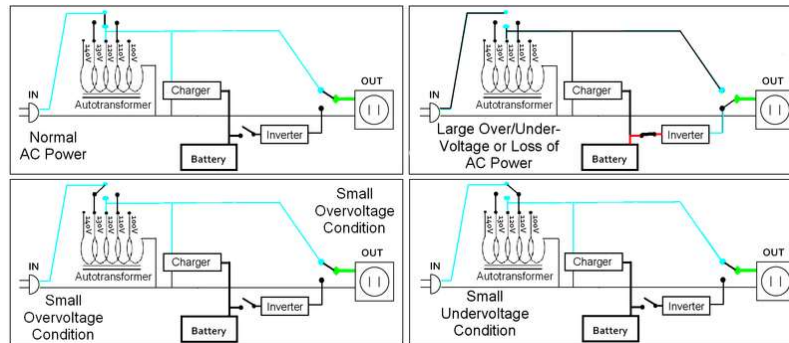 140V
130V
120V
110V
100V
IN
OUT
Autotransformer
Charger
Inverter
Battery
Normal
AC Power
140V
130V
120V
110V
100V
IN
OUT
Autotransformer
Charger
Inverter
Battery
Large Over/Under-
Voltage or Loss of
AC Power
140V
130V
120V
110V
100V
IN
OUT
Autotransformer
Charger
Inverter
Battery
Small
Overvoltage
Condition
Small
Overvoltage
Condition
140V
130V
120V
110V
100V
IN
OUT
Autotransformer
Charger
Inverter
Battery
Small
Undervoltage
Condition